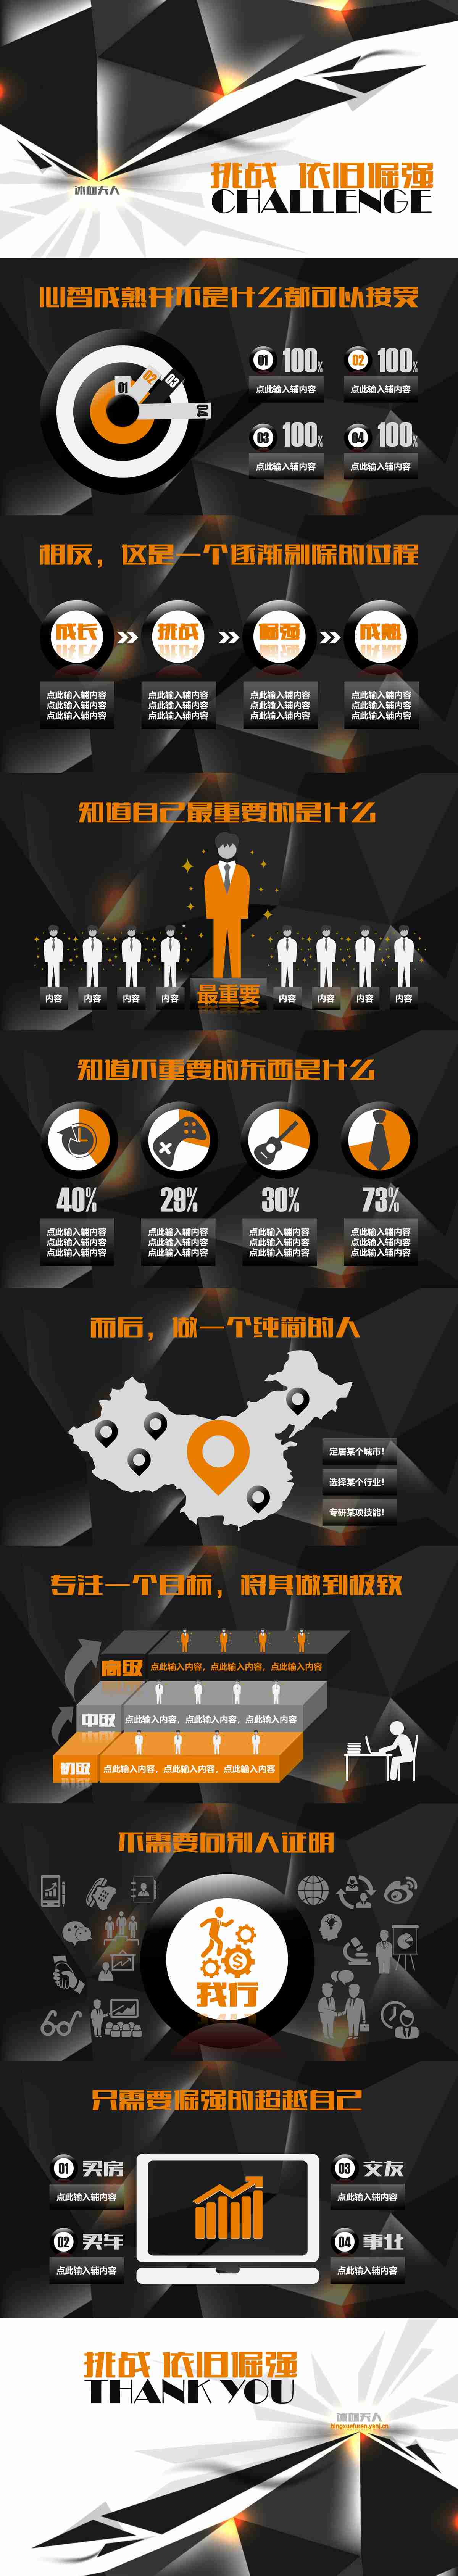 冰血夫人
挑战 依旧倔强
CHALLENGE
心智成熟并不是什么都可以接受
01
02
03
04
01 100% 02 100%
点此输入辅内容 点此输入辅内容
03 100% 04 100%
点此输入辅内容 点此输入辅内容
相反，这是一个逐渐剔除的过程
成长 挑战 倔强 成熟
点此输入辅内容 点此输入辅内容 点此输入辅内容 点此输入辅内容
点此输入辅内容 点此输入辅内容 点此输入辅内容 点此输入辅内容
点此输入辅内容 点此输入辅内容 点此输入辅内容 点此输入辅内容
知道自己最重要的是什么
内容 内容 内容 内容 最重要 内容 内容 内容 内容
知道不重要的东西是什么
40% 29% 30% 73%
点此输入辅内容 点此输入辅内容 点此输入辅内容 点此输入辅内容
点此输入辅内容 点此输入辅内容 点此输入辅内容 点此输入辅内容
点此输入辅内容 点此输入辅内容 点此输入辅内容 点此输入辅内容
而后，做一个纯简的人
定居某个城市！
选择某个行业！
专研某项技能！
专注一个目标，将其做到极致
高级 点此输入内容，点此输入内容，点此输入内容
中级 点此输入内容，点此输入内容，点此输入内容
初级 点此输入内容，点此输入内容，点此输入内容
不需要向别人证明
$
我行
只需要倔强的超越自己
01 买房
点此输入辅内容
02 买车
点此输入辅内容
03 交友
点此输入辅内容
04 事业
点此输入辅内容
挑战 依旧倔强
THANK YOU
冰血夫人
bingxuefuren.yanj.cn